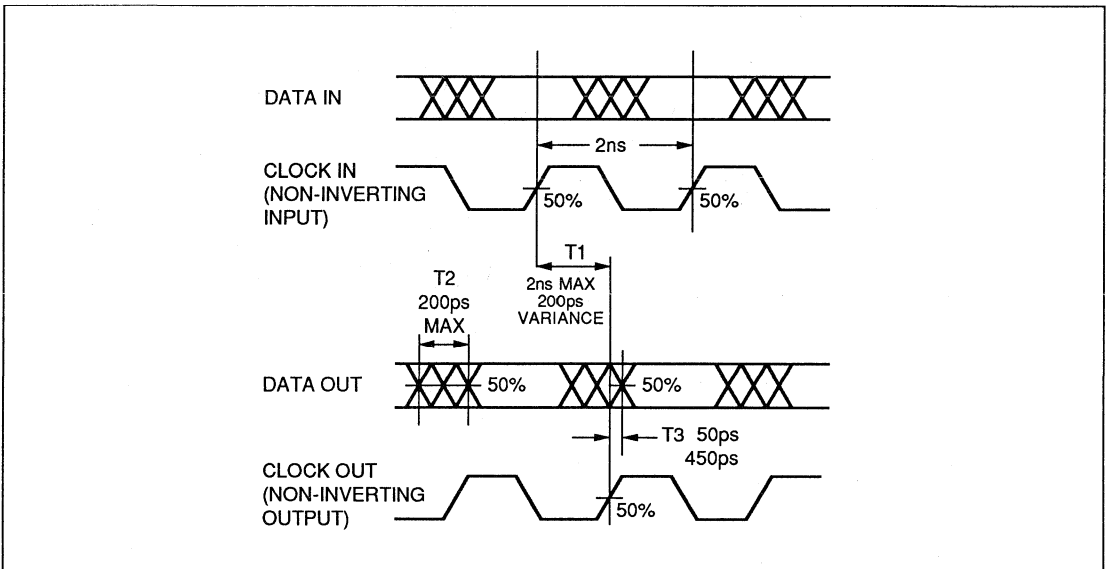 DATA IN
2ns
CLOCK IN
(NON-INVERTING
INPUT)
50%
50%
T1
2ns MAX
200ps
VARIANCE
T2
200ps
MAX
DATA OUT
50%
50%
T3 50ps
450ps
CLOCK OUT
(NON-INVERTING
OUTPUT)
50%